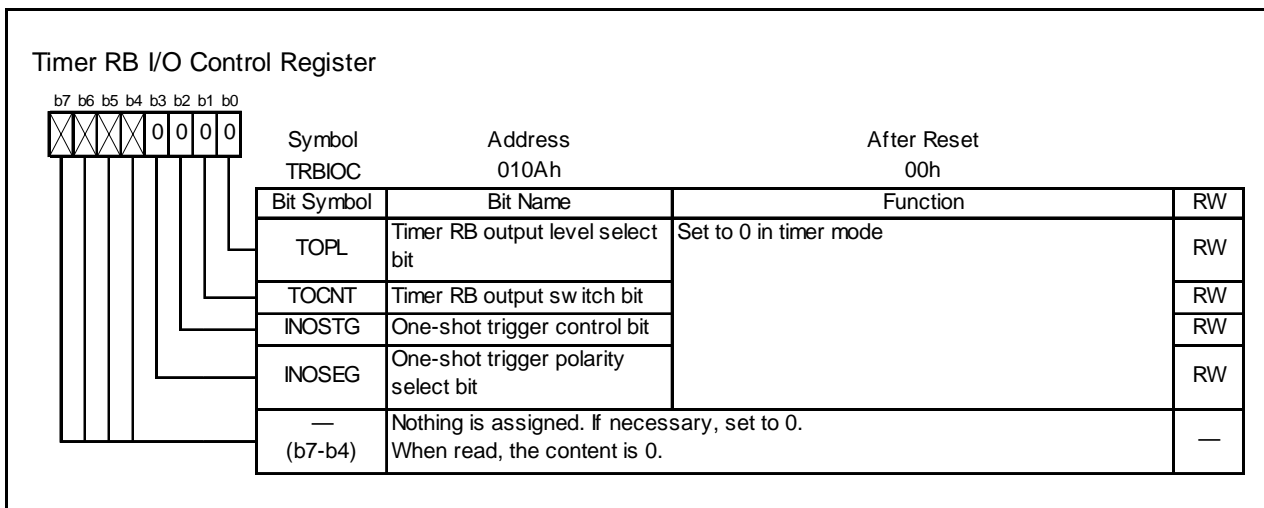 Timer RB I/O Control Register
b7 b6 b5 b4 b3 b2 b1 b0
0 0 0 0
Symbol Address After Reset
TRBIOC 010Ah 00h
Bit Symbol Bit Name Function RW
TOPL Timer RB output level select bit Set to 0 in timer mode RW
TOCNT Timer RB output switch bit RW
INOSTG One-shot trigger control bit RW
INOSEG One-shot trigger polarity select bit RW
— (b7-b4) Nothing is assigned. If necessary, set to 0. —
When read, the content is 0.